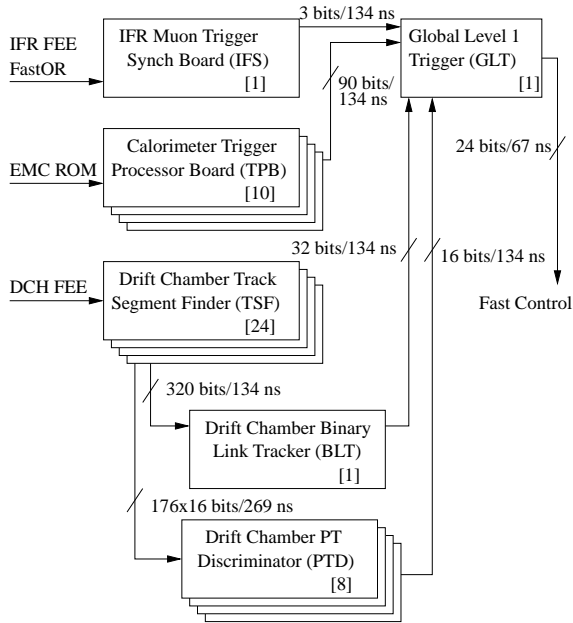 3 bits/134 ns
IFR FEE
FastOR
IFR Muon Trigger
Synch Board (IFS)
[1]
Global Level 1
Trigger (GLT)
[1]
90 bits/
134 ns
EMC ROM
Calorimeter Trigger
Processor Board (TPB)
[10]
24 bits/67 ns
32 bits/134 ns
16 bits/134 ns
DCH FEE
Drift Chamber Track
Segment Finder (TSF)
[24]
Fast Control
320 bits/134 ns
Drift Chamber Binary
Link Tracker (BLT)
[1]
176x16 bits/269 ns
Drift Chamber PT
Discriminator (PTD)
[8]